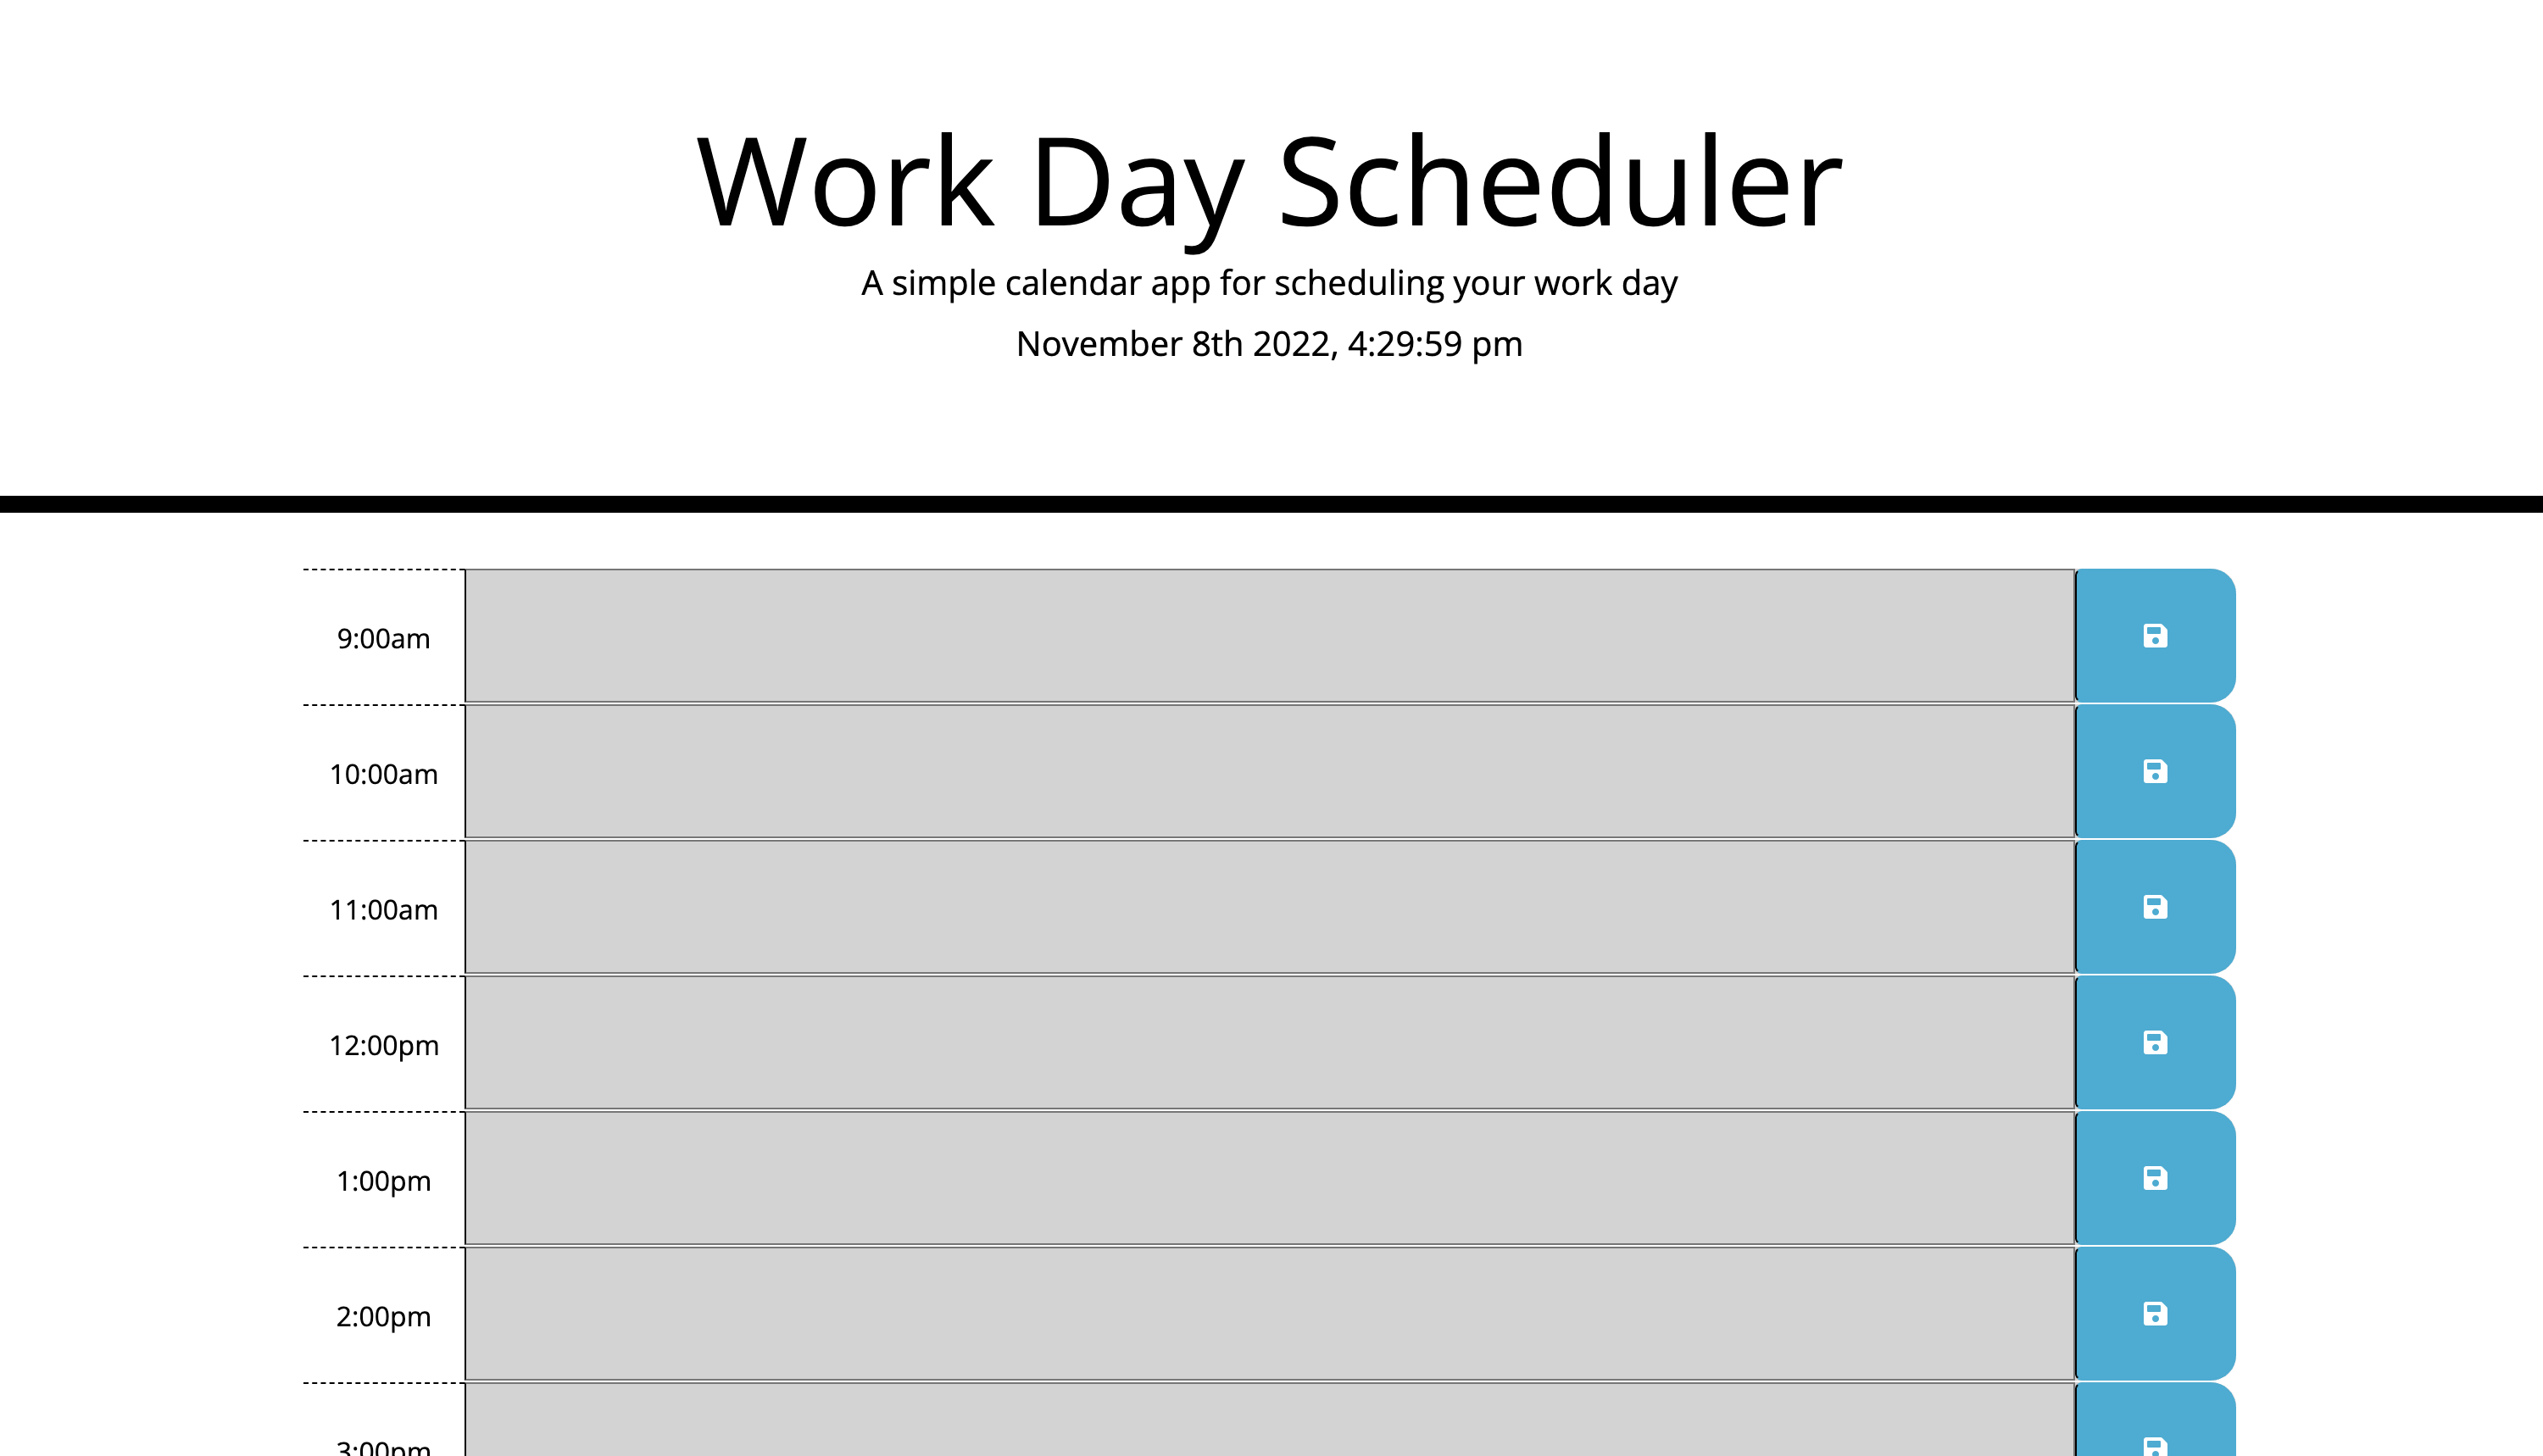 Work Day Scheduler
A simple calendar app for scheduling your work day
November 8th 2022, 4:29:59 pm
9:00am
10:00am
11:00am
12:00pm
1:00pm
2:00pm
3:00pm